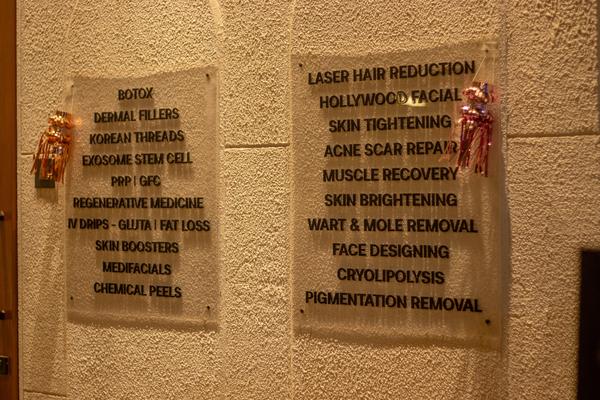 BOTOX
DERMAL FILLERS
KOREAN THREADS
EXOSOME STEM CELL
PRP | GFC
REGENERATIVE MEDICINE
IV DRIPS - GLUTA | FAT LOSS
SKIN BOOSTERS
MEDIFACIALS
CHEMICAL PEELS
LASER HAIR REDUCTION
HOLLYWOOD FACIAL
SKIN TIGHTENING
ACNE SCAR REPAIR
MUSCLE RECOVERY
SKIN BRIGHTENING
WART & MOLE REMOVAL
FACE DESIGNING
CRYOLIPOLYSIS
PIGMENTATION REMOVAL